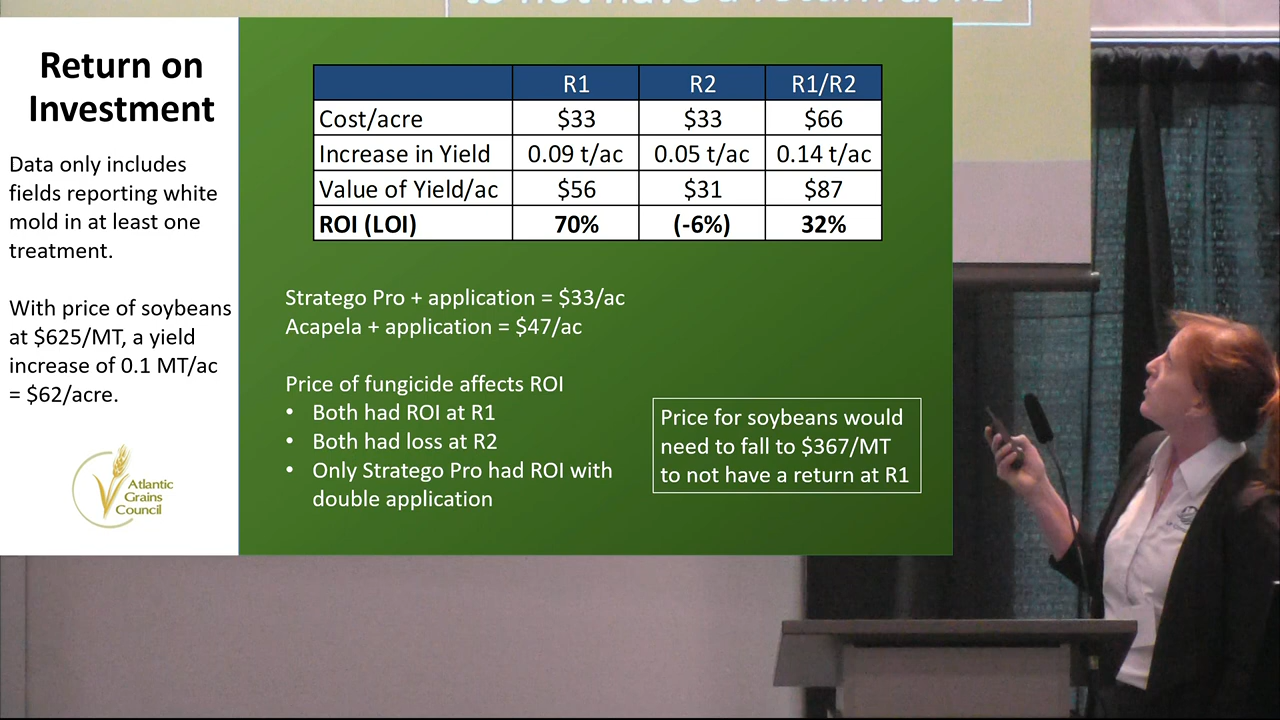 to not have a return at R1
Return on
Investment
Data only includes
fields reporting white
mold in at least one
treatment.
With price of soybeans
at $625/MT, a yield
increase of 0.1 MT/ac
= $62/acre.
Atlantic
Grains
Council
R1 R2 R1/R2
Cost/acre $33 $33 $66
Increase in Yield 0.09 t/ac 0.05 t/ac 0.14 t/ac
Value of Yield/ac $56 $31 $87
ROI (LOI) 70% (-6%) 32%
Stratego Pro + application = $33/ac
Acapela + application = $47/ac
Price of fungicide affects ROI
• Both had ROI at R1
• Both had loss at R2
• Only Stratego Pro had ROI with
double application
Price for soybeans would
need to fall to $367/MT
to not have a return at R1